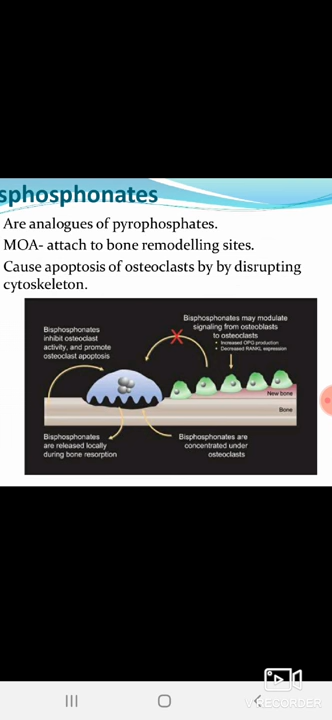 sphosphonates
Are analogues of pyrophosphates.
MOA- attach to bone remodelling sites.
Cause apoptosis of osteoclasts by by disrupting
cytoskeleton.
Bisphosphonates may modulate
signaling from osteoblasts
to osteoclasts
• Increased OPG production
• Decreased RANKL expression
Bisphosphonates
inhibit osteoclast
activity, and promote
osteoclast apoptosis
New bone
Bone
Bisphosphonates
are released locally
during bone resorption
Bisphosphonates are
concentrated under
osteoclasts
V RECORDER